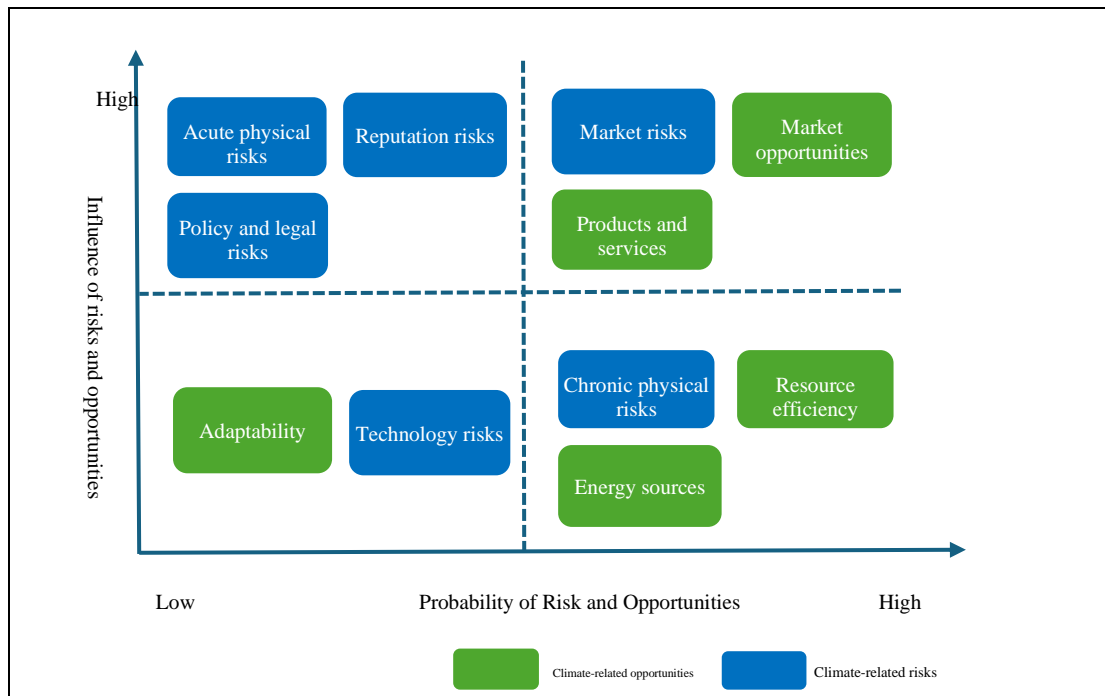 High
Acute physical
risks
Reputation risks
Market risks
Market
opportunities
Policy and legal
risks
Products and
services
Influence of risks and opportunities
Adaptability
Technology risks
Chronic physical
risks
Resource
efficiency
Energy sources
Low
Probability of Risk and Opportunities
High
Climate-related opportunities
Climate-related risks